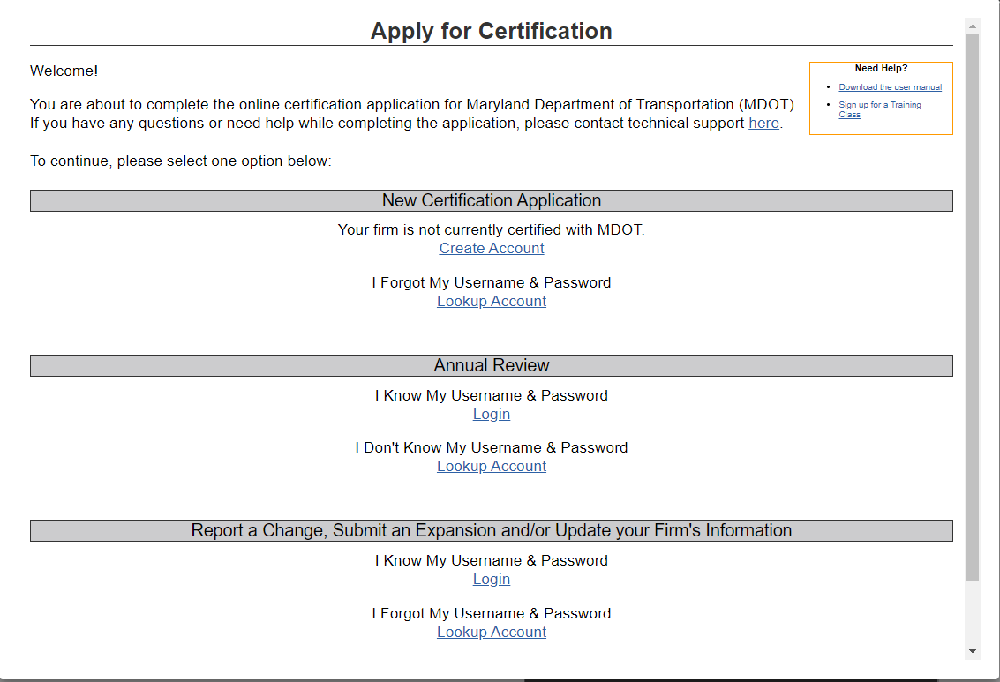 Apply for Certification
Welcome!
You are about to complete the online certification application for Maryland Department of Transportation (MDOT).
If you have any questions or need help while completing the application, please contact technical support here.
Need Help?
Download the user manual
Sign up for a Training
Class
To continue, please select one option below:
New Certification Application
Your firm is not currently certified with MDOT.
Create Account
I Forgot My Username & Password
Lookup Account
Annual Review
I Know My Username & Password
Login
I Don't Know My Username & Password
Lookup Account
Report a Change, Submit an Expansion and/or Update your Firm's Information
I Know My Username & Password
Login
I Forgot My Username & Password
Lookup Account